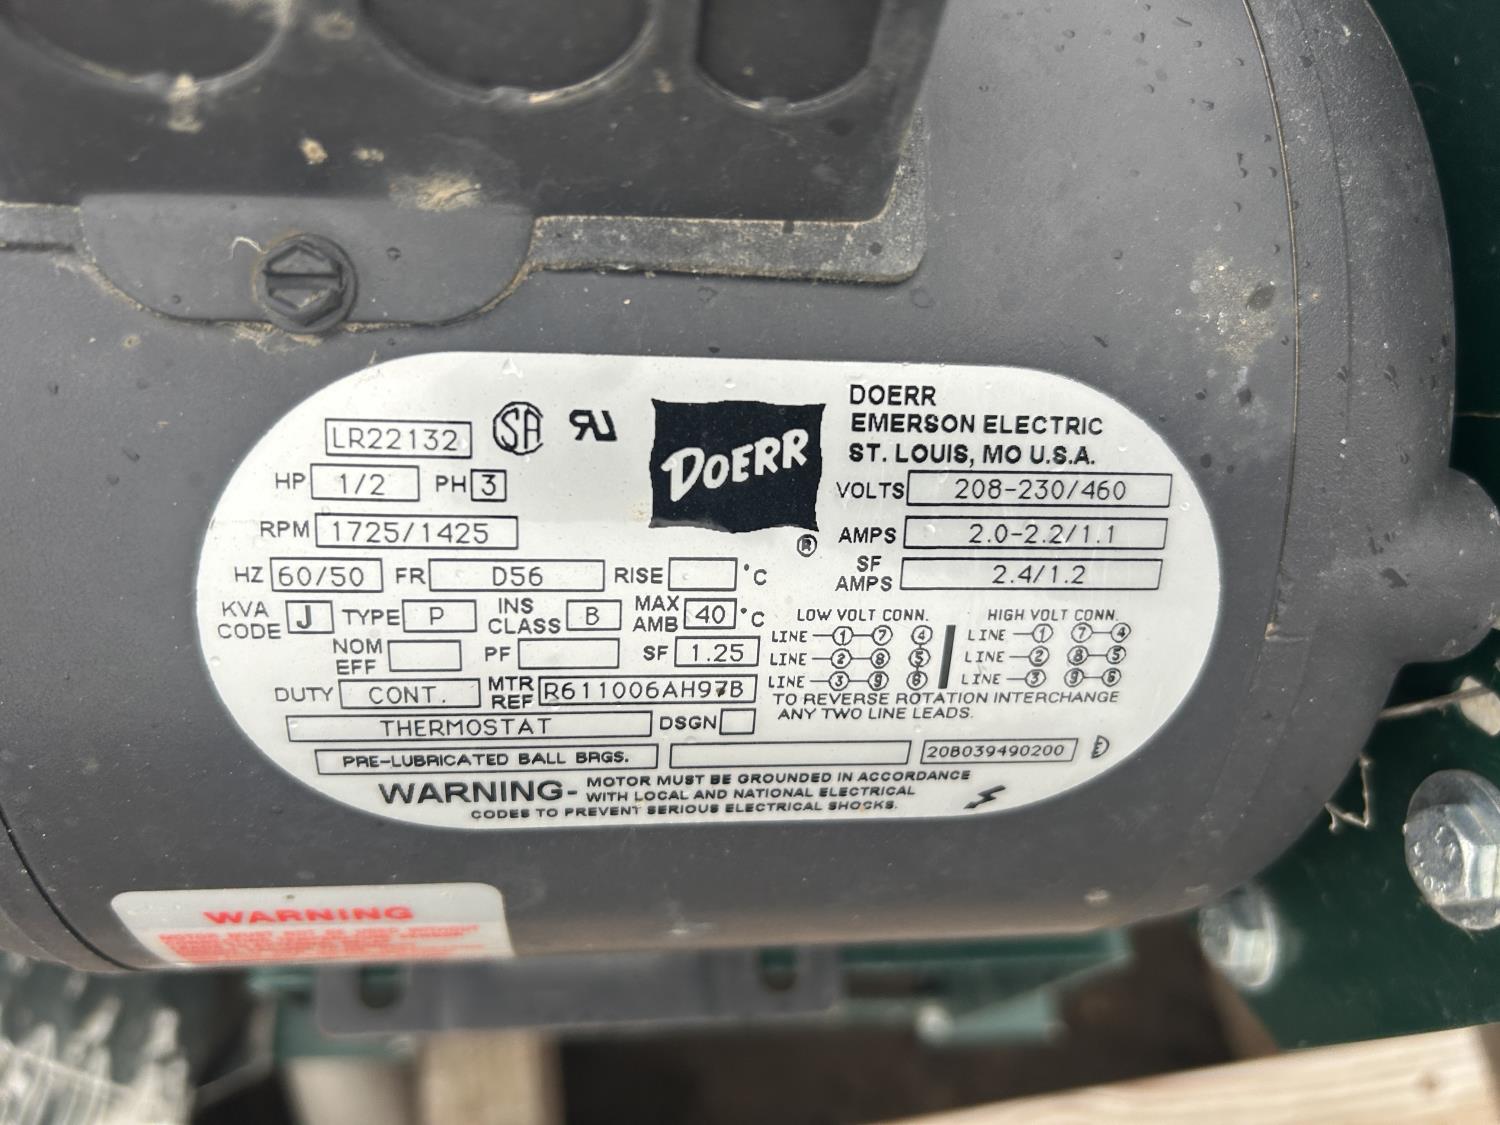 LR22132 SA RU
DOERR
®
DOERR
EMERSON ELECTRIC
ST. LOUIS, MO U.S.A.
HP 1/2 PH 3
RPM 1725/1425
HZ 60/50 FR D56 RISE °C
KVA CODE J TYPE P INS CLASS B MAX AMB 40 °C
NOM EFF PF SF 1.25
DUTY CONT. MTR REF R611006AH97B
THERMOSTAT DSGN
PRE-LUBRICATED BALL BRGS.
VOLTS 208-230/460
AMPS 2.0-2.2/1.1
SF AMPS 2.4/1.2
LOW VOLT CONN. HIGH VOLT CONN.
LINE 1 7 4 LINE 1 7 4
LINE 2 8 5 LINE 2 8 5
LINE 3 9 6 LINE 3 9 6
TO REVERSE ROTATION INTERCHANGE
ANY TWO LINE LEADS.
20B039490200
WARNING- MOTOR MUST BE GROUNDED IN ACCORDANCE
WITH LOCAL AND NATIONAL ELECTRICAL
CODES TO PREVENT SERIOUS ELECTRICAL SHOCKS.
WARNING